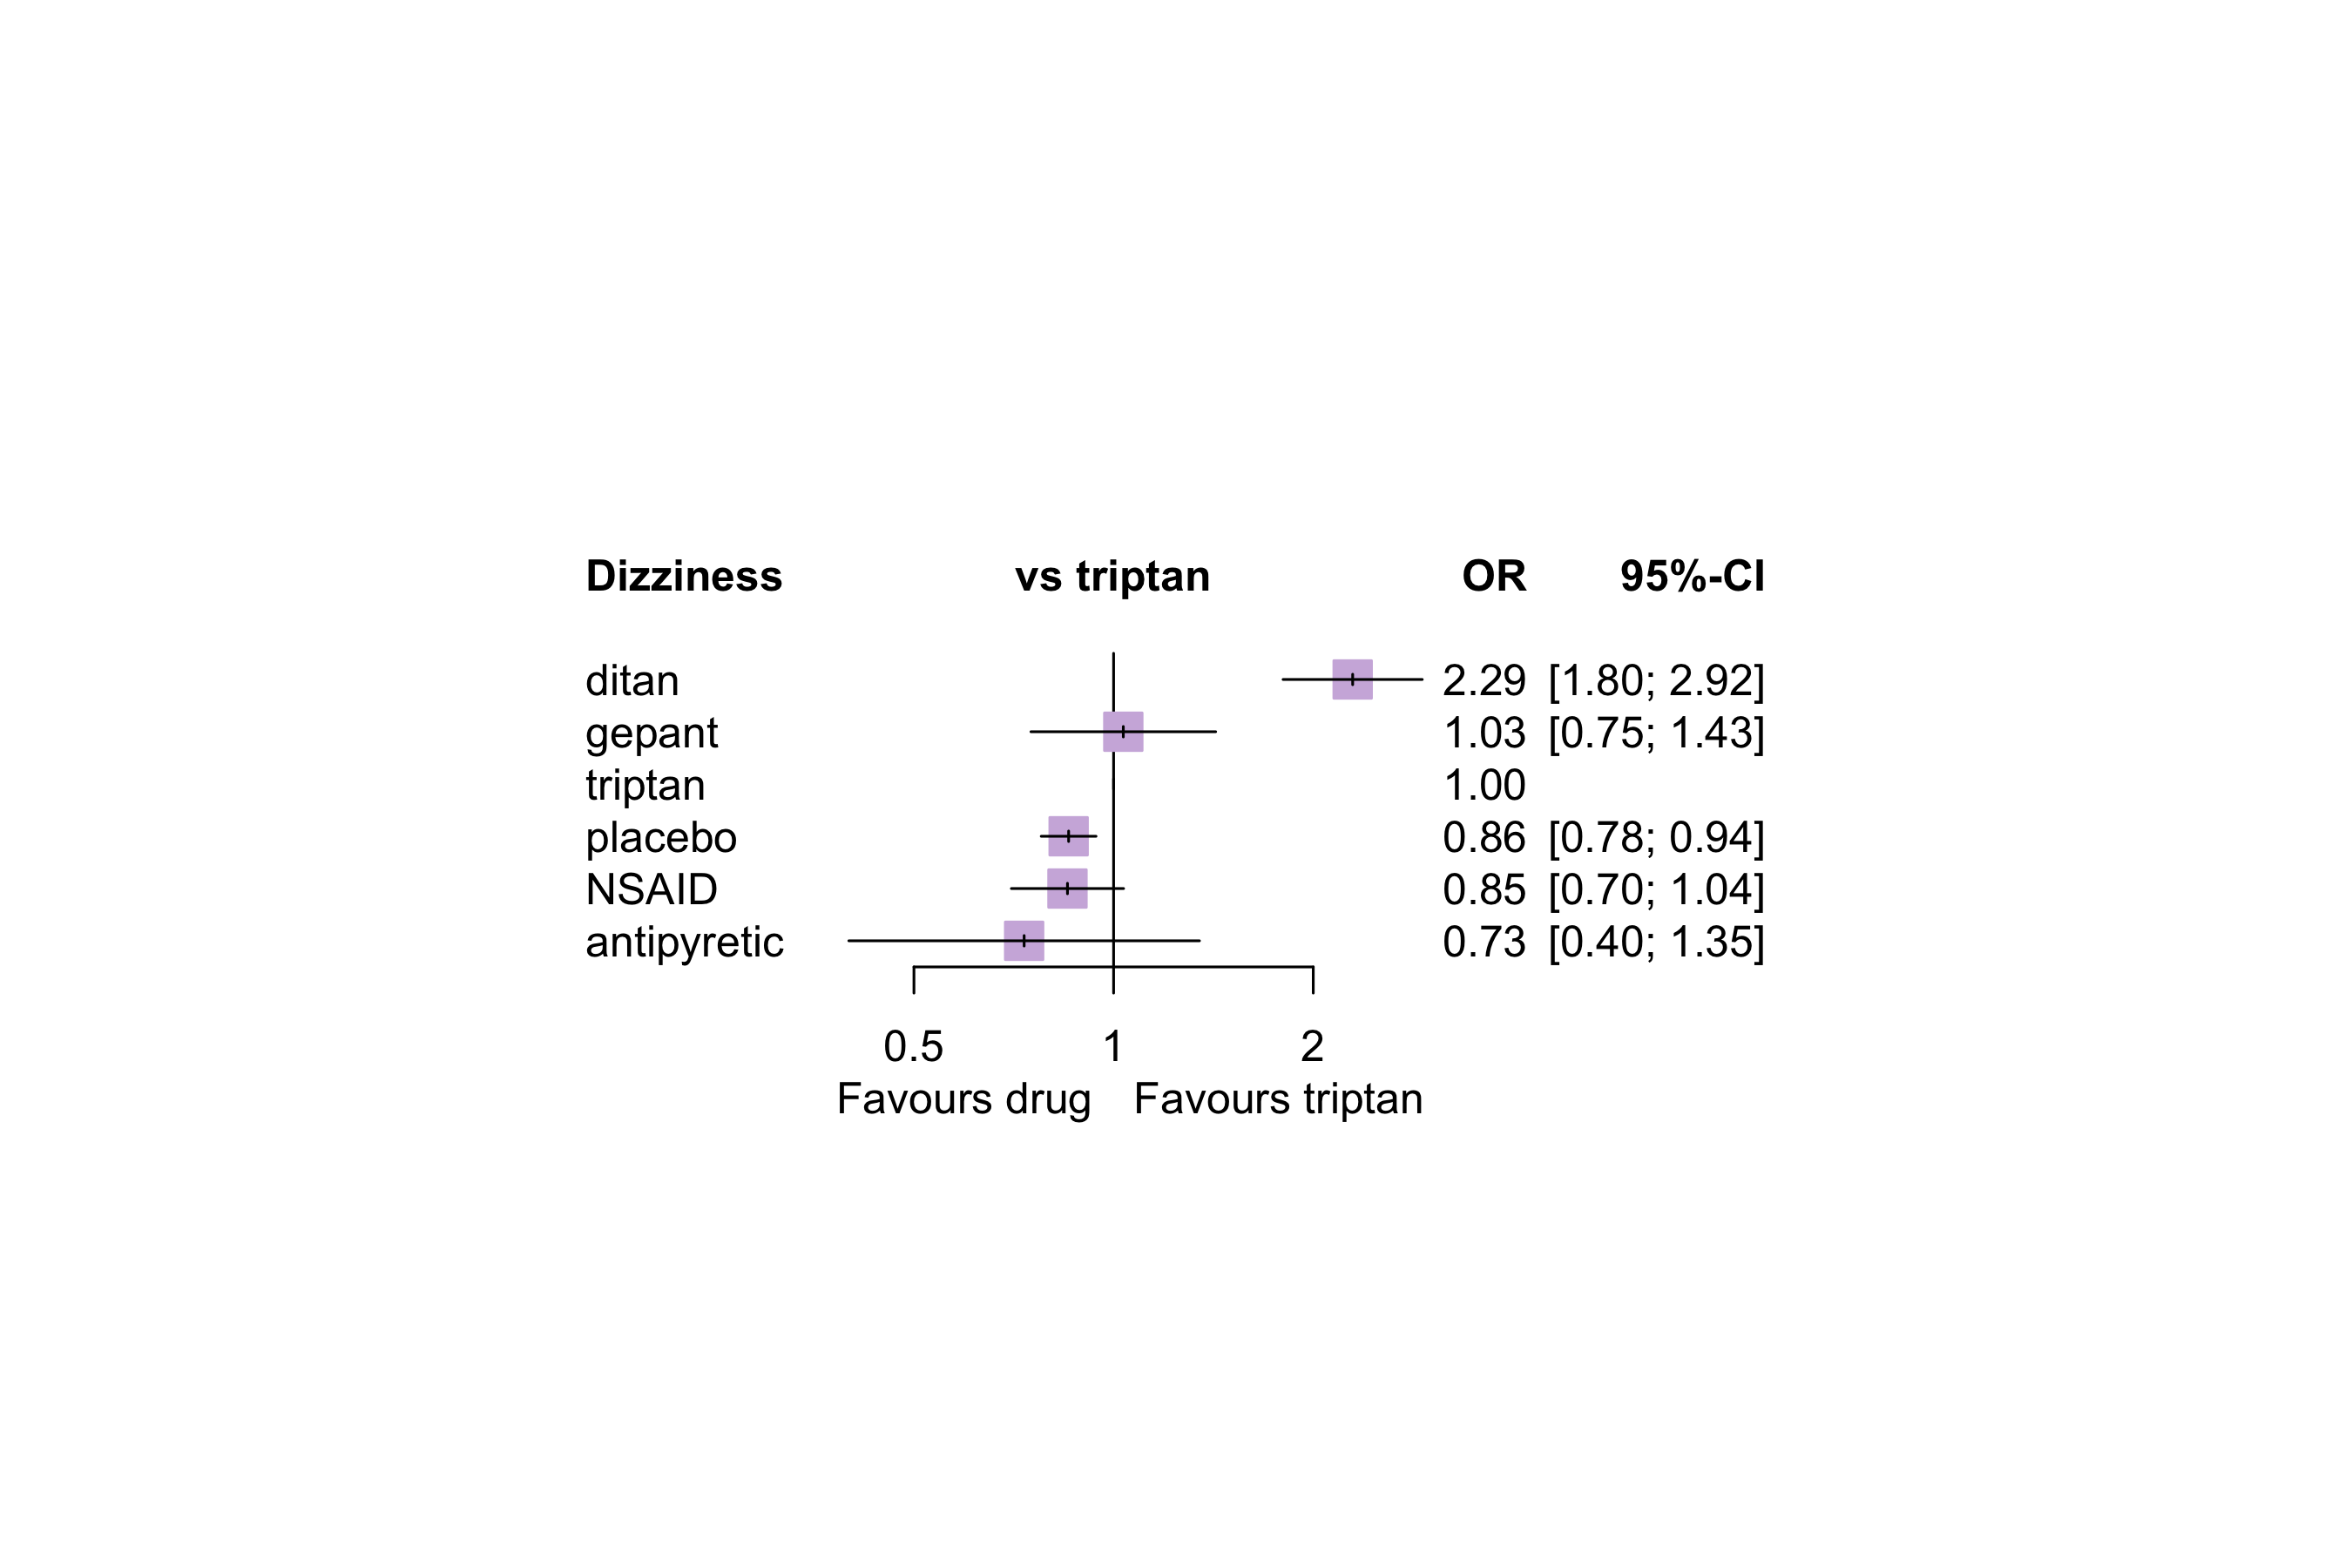 Dizziness vs triptan OR 95%-CI
ditan 2.29 [1.80; 2.92]
gepant 1.03 [0.75; 1.43]
triptan 1.00
placebo 0.86 [0.78; 0.94]
NSAID 0.85 [0.70; 1.04]
antipyretic 0.73 [0.40; 1.35]
0.5 1 2
Favours drug Favours triptan